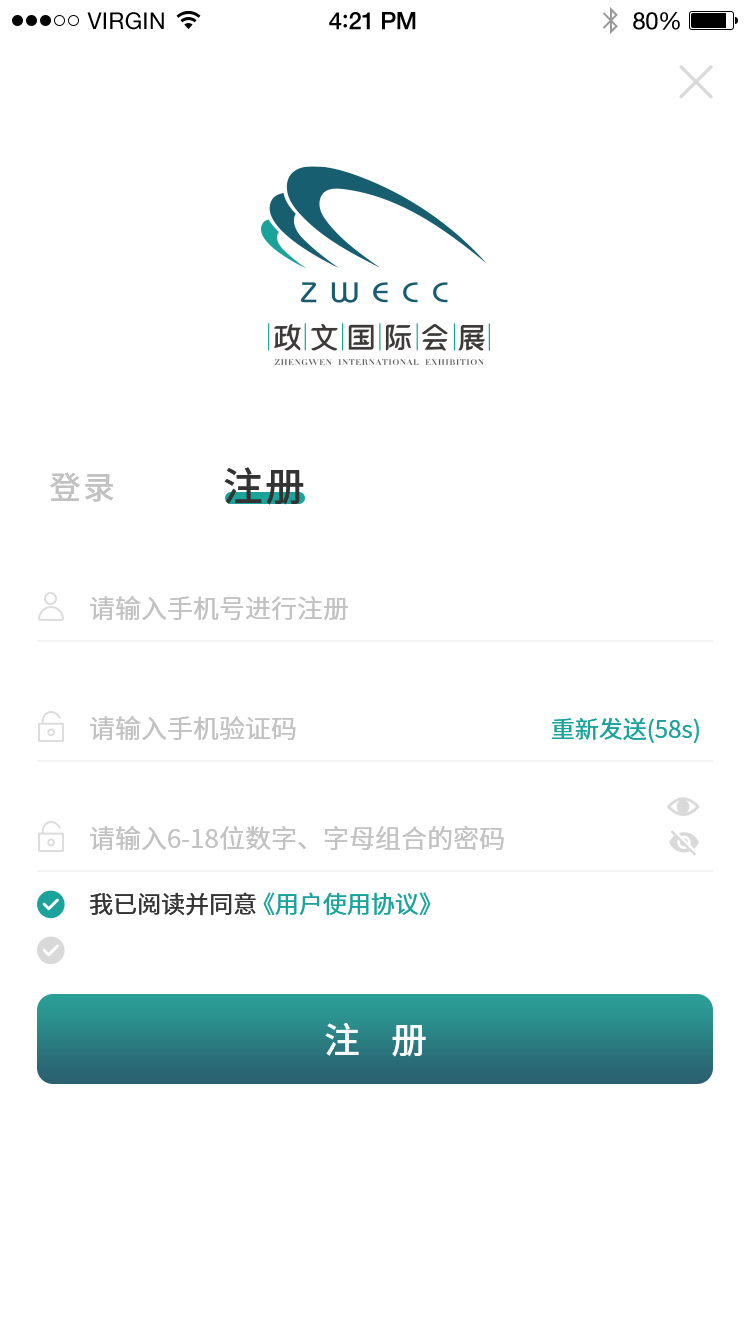 VIRGIN 4:21 PM 80%
ZWECC
政文国际会展
ZHENGWEN INTERNATIONAL EXHIBITION
登录 注册
请输入手机号进行注册
请输入手机验证码 重新发送(58s)
请输入6-18位数字、字母组合的密码
我已阅读并同意《用户使用协议》
注 册